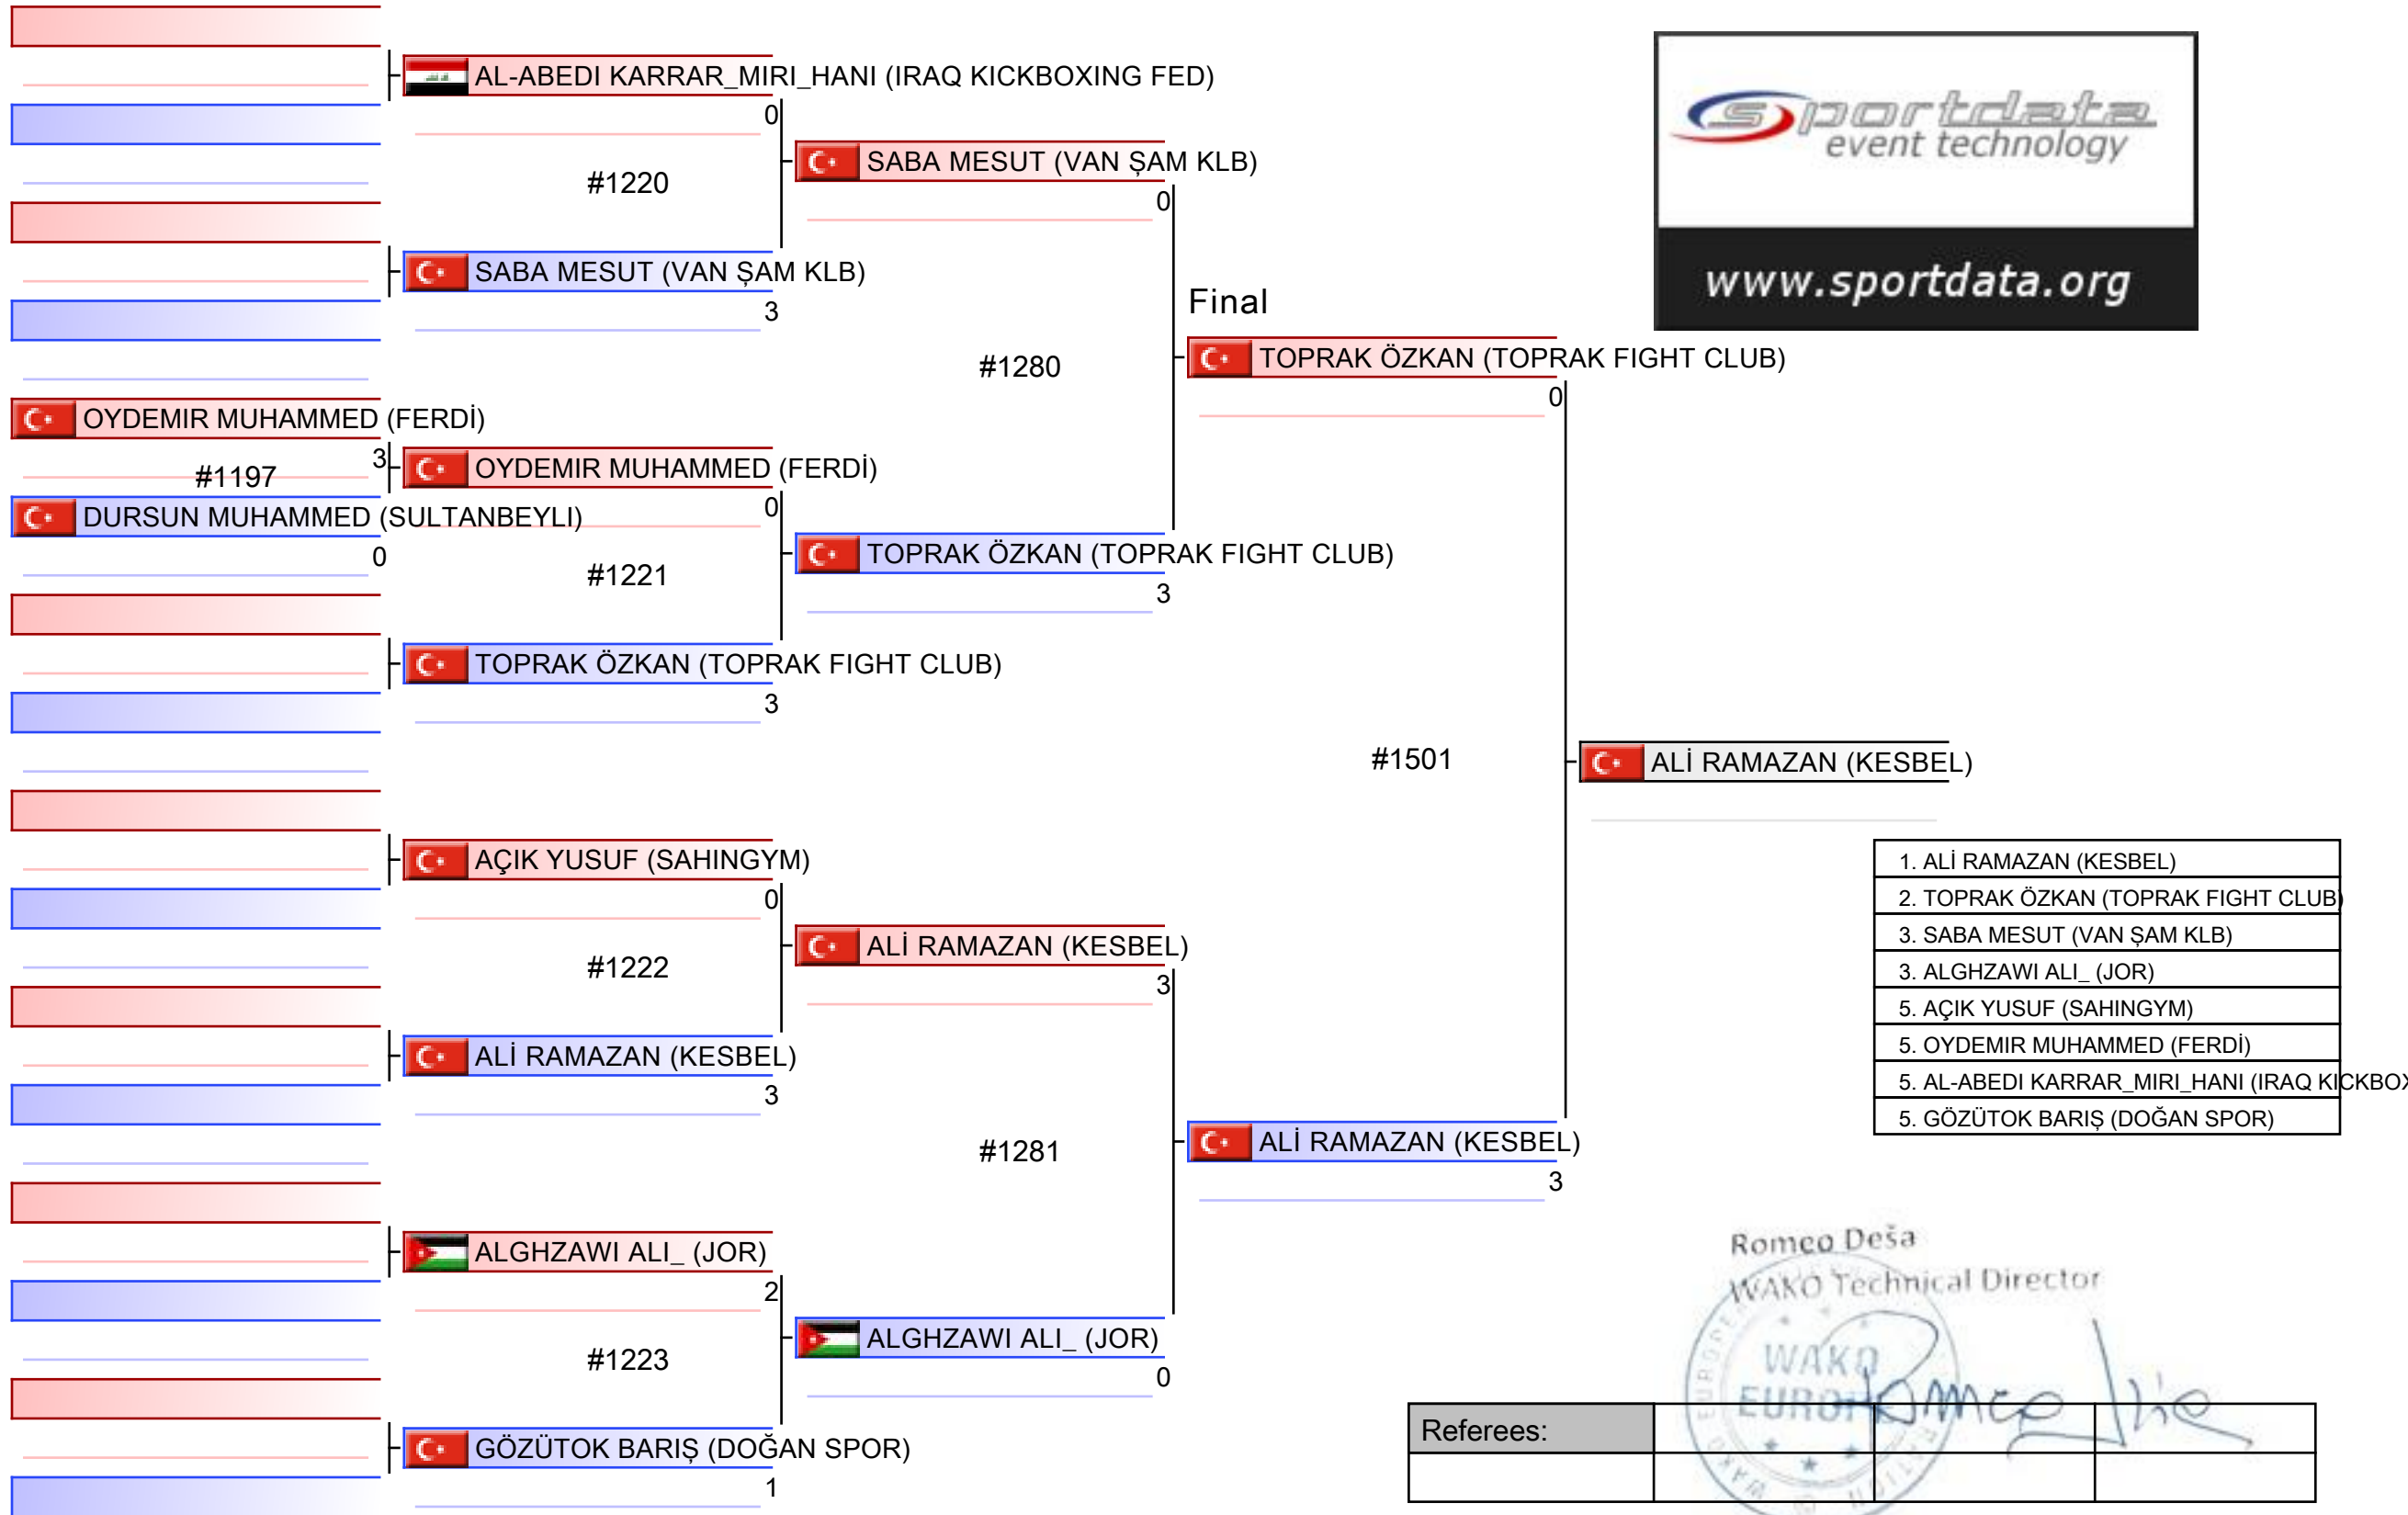 AL-ABEDI KARRAR_MIRI_HANI (IRAQ KICKBOXING FED)
0
#1220
SABA MESUT (VAN ŞAM KLB)
3
SABA MESUT (VAN ŞAM KLB)
0
#1280
OYDEMIR MUHAMMED (FERDİ)
3
#1197
DURSUN MUHAMMED (SULTANBEYLI)
0
OYDEMIR MUHAMMED (FERDİ)
0
#1221
TOPRAK ÖZKAN (TOPRAK FIGHT CLUB)
3
TOPRAK ÖZKAN (TOPRAK FIGHT CLUB)
3
Final
TOPRAK ÖZKAN (TOPRAK FIGHT CLUB)
0
#1501
ALİ RAMAZAN (KESBEL)
AÇIK YUSUF (SAHINGYM)
0
#1222
ALİ RAMAZAN (KESBEL)
3
ALİ RAMAZAN (KESBEL)
3
#1281
ALİ RAMAZAN (KESBEL)
3
ALGHZAWI ALI_ (JOR)
2
#1223
GÖZÜTOK BARIŞ (DOĞAN SPOR)
1
ALGHZAWI ALI_ (JOR)
0
sportdata
event technology
www.sportdata.org
1. ALİ RAMAZAN (KESBEL)
2. TOPRAK ÖZKAN (TOPRAK FIGHT CLUB)
3. SABA MESUT (VAN ŞAM KLB)
3. ALGHZAWI ALI_ (JOR)
5. AÇIK YUSUF (SAHINGYM)
5. OYDEMIR MUHAMMED (FERDİ)
5. AL-ABEDI KARRAR_MIRI_HANI (IRAQ KICKBOX
5. GÖZÜTOK BARIŞ (DOĞAN SPOR)
Romeo Deša
WAKO Technical Director
WAKO
EUROPE
Referees: